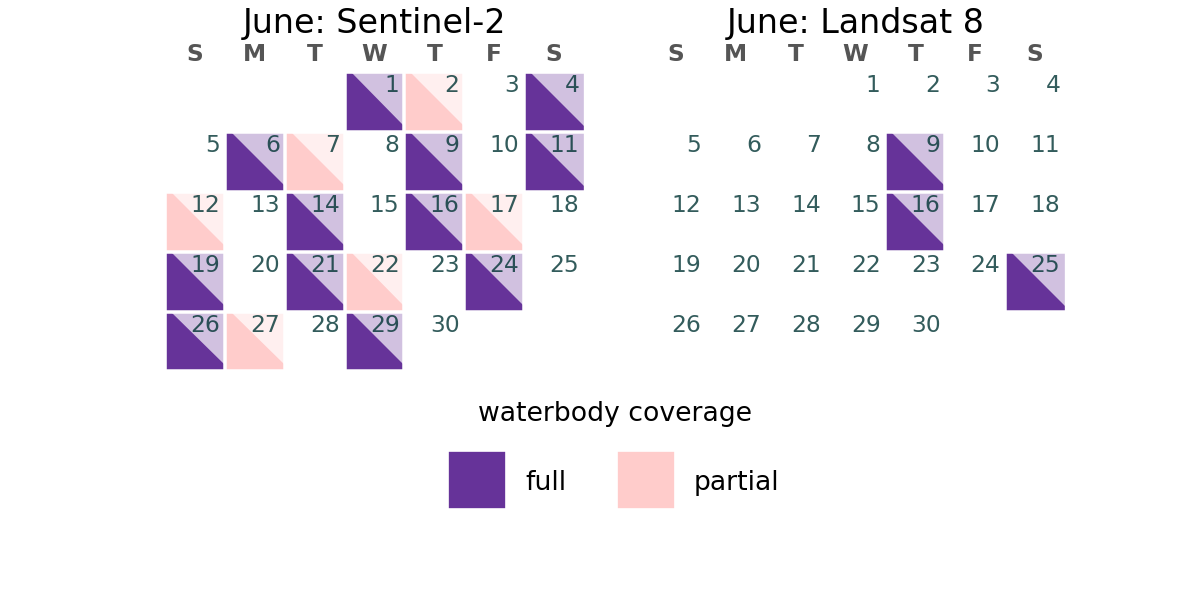 June: Sentinel-2
S M T W T F S
1 2 3 4
5 6 7 8 9 10 11
12 13 14 15 16 17 18
19 20 21 22 23 24 25
26 27 28 29 30
June: Landsat 8
S M T W T F S
1 2 3 4
5 6 7 8 9 10 11
12 13 14 15 16 17 18
19 20 21 22 23 24 25
26 27 28 29 30
waterbody coverage
full partial